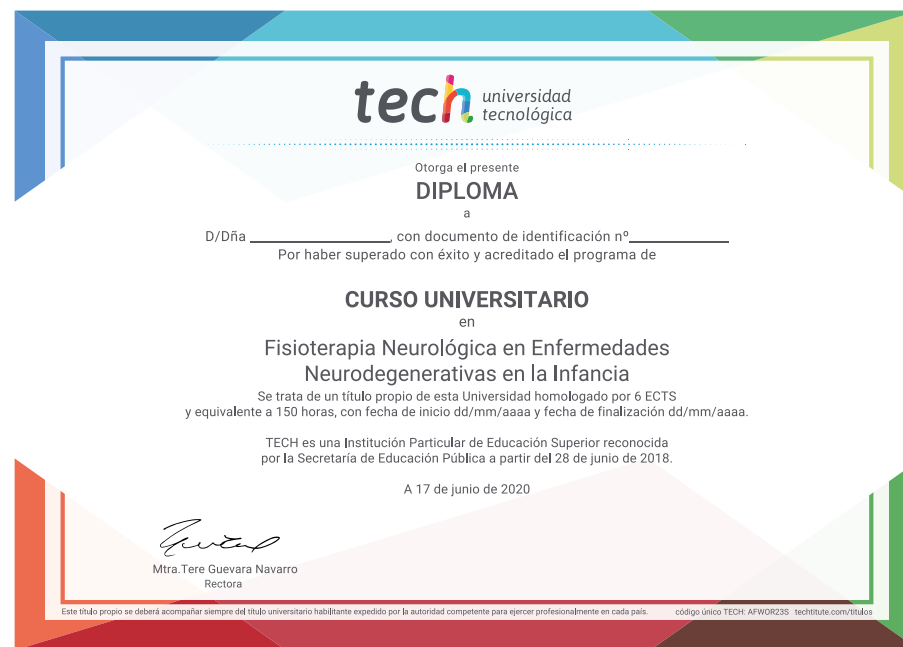 tech universidad
tecnológica
Otorga el presente
DIPLOMA
a
D/Dña ____________________, con documento de identificación nº______________
Por haber superado con éxito y acreditado el programa de
CURSO UNIVERSITARIO
en
Fisioterapia Neurológica en Enfermedades
Neurodegenerativas en la Infancia
Se trata de un título propio de esta Universidad homologado por 6 ECTS
y equivalente a 150 horas, con fecha de inicio dd/mm/aaaa y fecha de finalización dd/mm/aaaa.
TECH es una Institución Particular de Educación Superior reconocida
por la Secretaría de Educación Pública a partir del 28 de junio de 2018.
A 17 de junio de 2020
Mtra.Tere Guevara Navarro
Rectora
Este título propio se deberá acompañar siempre del título universitario habilitante expedido por la autoridad competente para ejercer profesionalmente en cada país. código único TECH: AFWOR23S techtitute.com/titulos